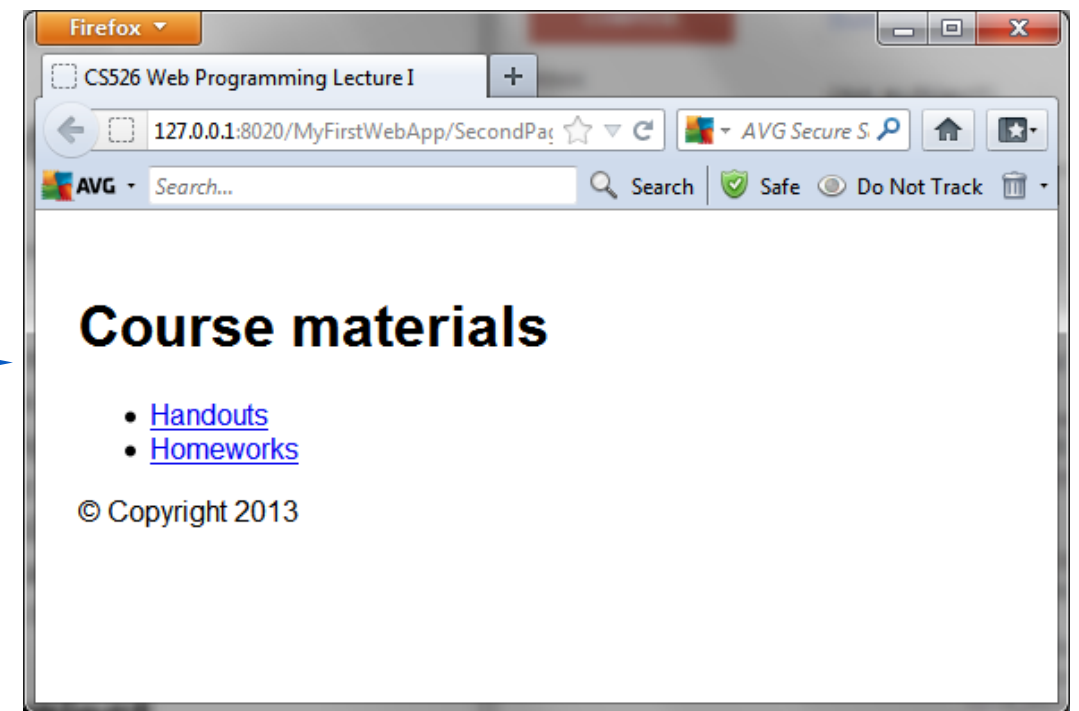 Firefox
CS526 Web Programming Lecture I
127.0.0.1:8020/MyFirstWebApp/SecondPag AVG Secure S
AVG Search... Search Safe Do Not Track
Course materials
Handouts
Homeworks
© Copyright 2013